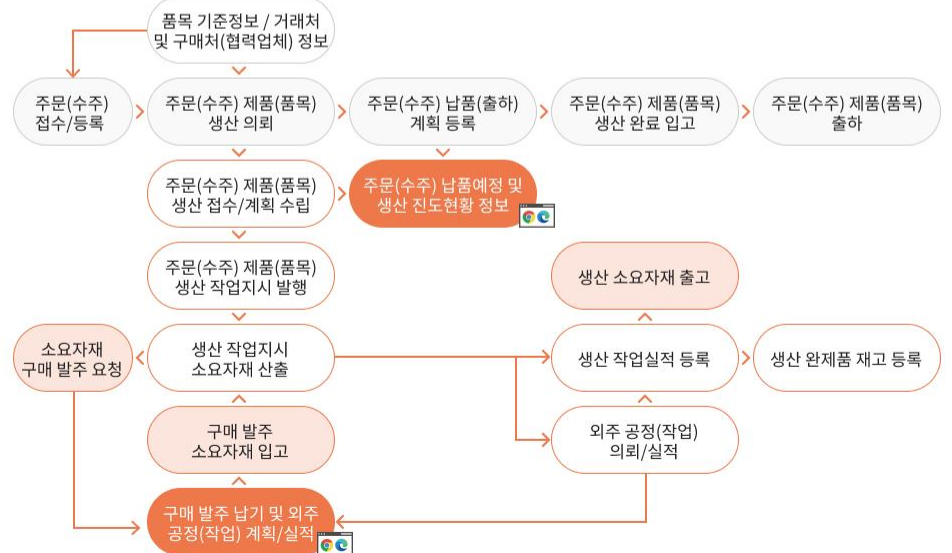 품목 기준정보 / 거래처
및 구매처(협력업체) 정보
주문(수주)
접수/등록
주문(수주) 제품(품목)
생산 의뢰
주문(수주) 납품(출하)
계획 등록
주문(수주) 제품(품목)
생산 완료 입고
주문(수주) 제품(품목)
출하
주문(수주) 제품(품목)
생산 접수/계획 수립
주문(수주) 납품예정 및
생산 진도현황 정보
주문(수주) 제품(품목)
생산 작업지시 발행
생산 소요자재 출고
소요자재
구매 발주 요청
생산 작업지시
소요자재 산출
생산 작업실적 등록
생산 완제품 재고 등록
구매 발주
소요자재 입고
외주 공정(작업)
의뢰/실적
구매 발주 납기 및 외주
공정(작업) 계획/실적